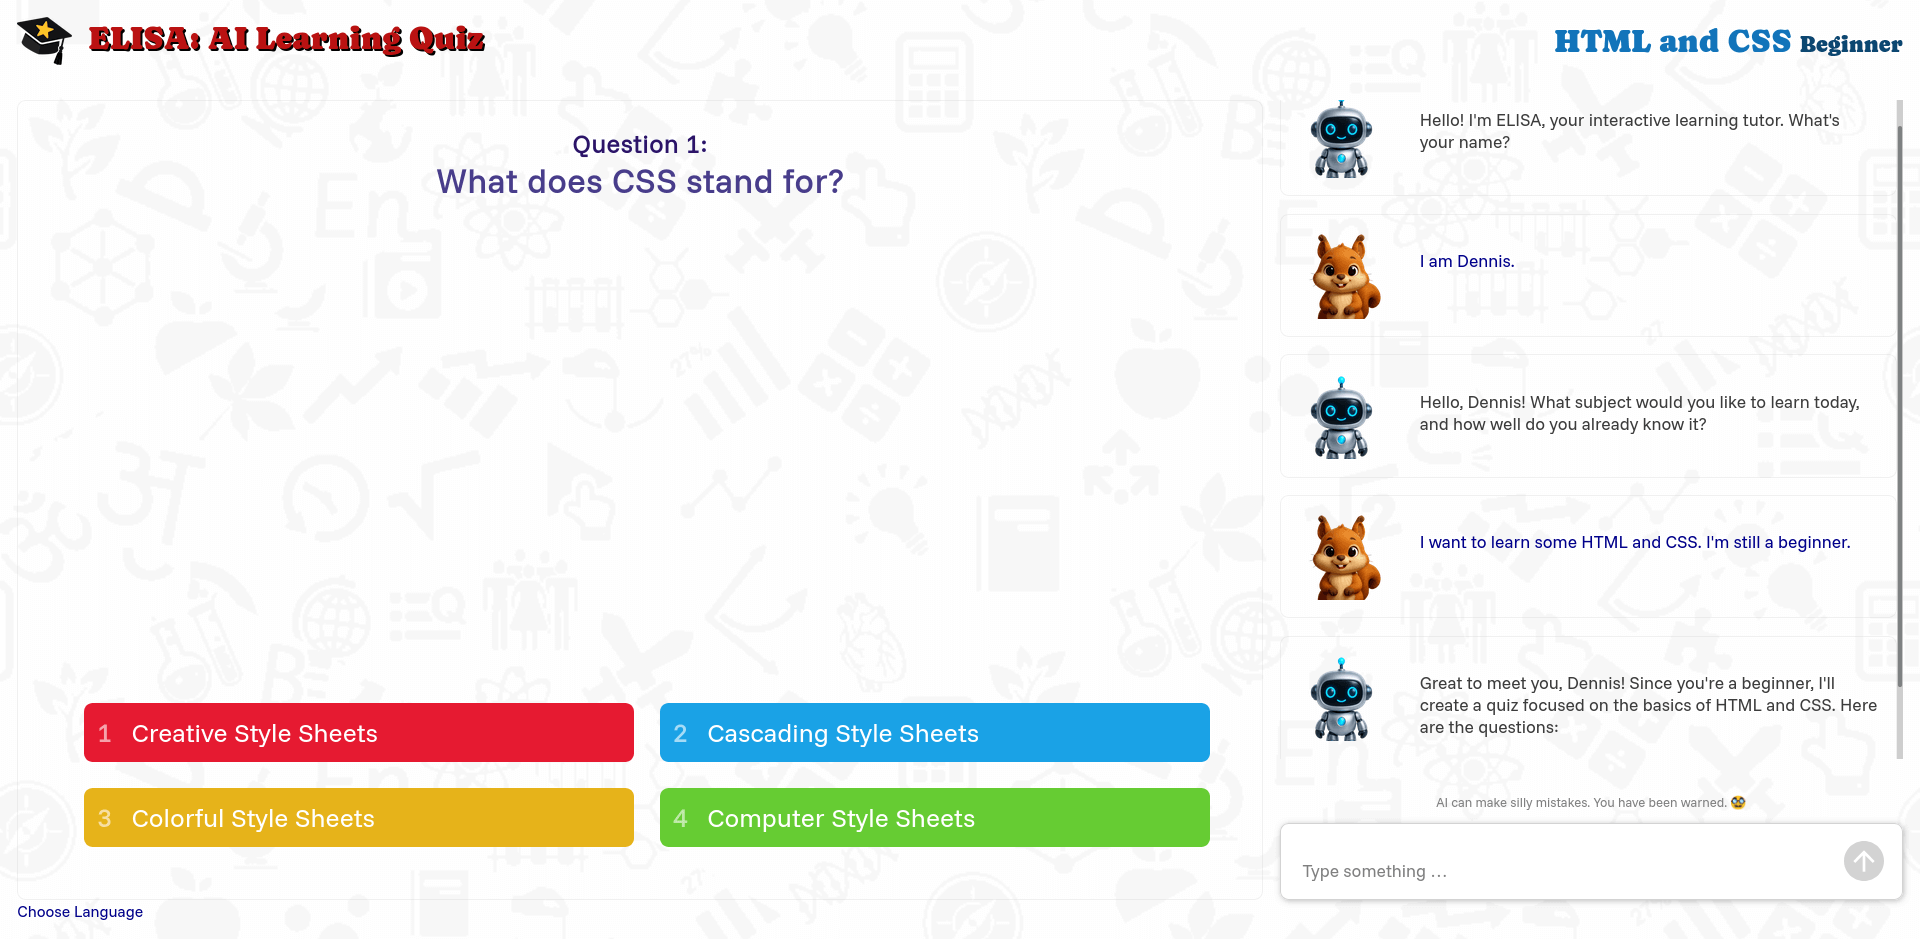 ELISA: AI Learning Quiz
HTML and CSS Beginner
Question 1:
What does CSS stand for?
1 Creative Style Sheets
2 Cascading Style Sheets
3 Colorful Style Sheets
4 Computer Style Sheets
Choose Language
Hello! I'm ELISA, your interactive learning tutor. What's
your name?
I am Dennis.
Hello, Dennis! What subject would you like to learn today,
and how well do you already know it?
I want to learn some HTML and CSS. I'm still a beginner.
Great to meet you, Dennis! Since you're a beginner, I'll
create a quiz focused on the basics of HTML and CSS. Here
are the questions:
AI can make silly mistakes. You have been warned. 🥸
Type something …